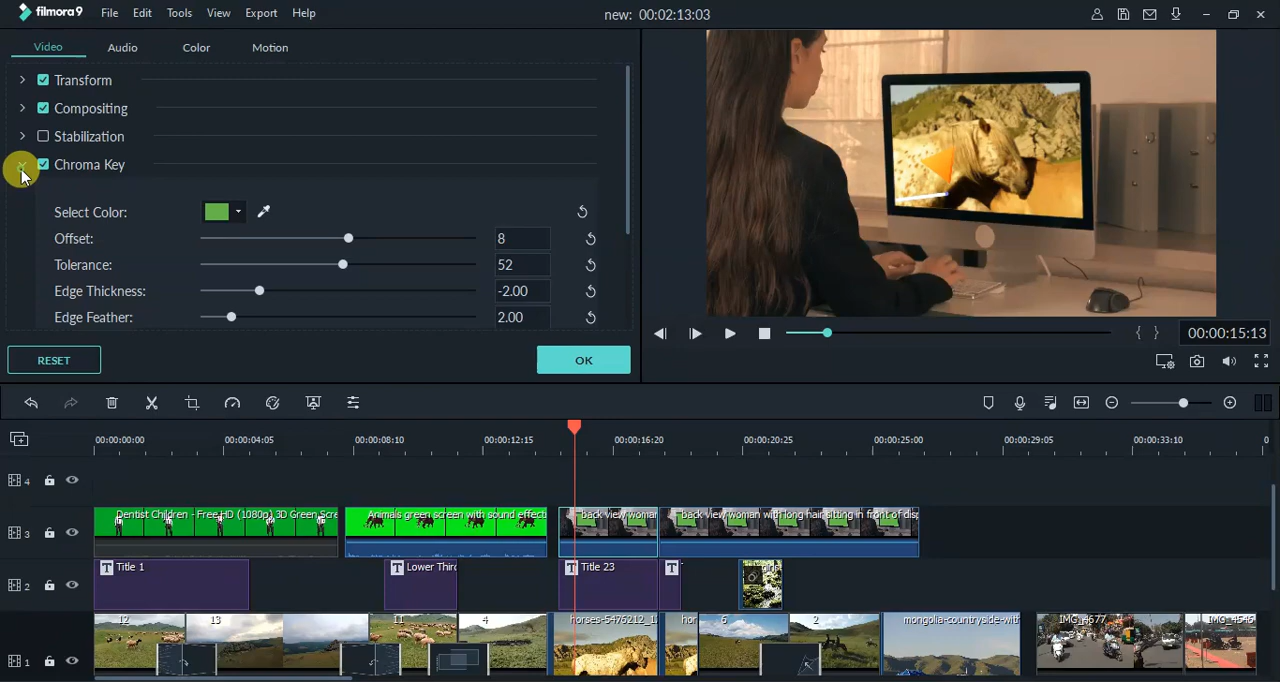 filmora9 File Edit Tools View Export Help new: 00:02:13:03
Video Audio Color Motion
Transform
Compositing
Stabilization
Chroma Key
Select Color:
Offset: 8
Tolerance: 52
Edge Thickness: -2.00
Edge Feather: 2.00
RESET OK
00:00:15:13
00:00:00:00 00:00:04:05 00:00:08:10 00:00:12:15 00:00:16:20 00:00:20:25 00:00:25:00 00:00:29:05 00:00:33:10 0
4
3 Dentist Children - Free HD (1080p) 3D Green Scre Animals green screen with sound effect back view woman back view woman with long hair sitting in front of disp
2 T Title 1 T Lower Thir T Title 23 T
1 12 13 11 4 horses-5476212_1 hor 6 2 mongolia-countryside-with IMG_4677 IMG_4545